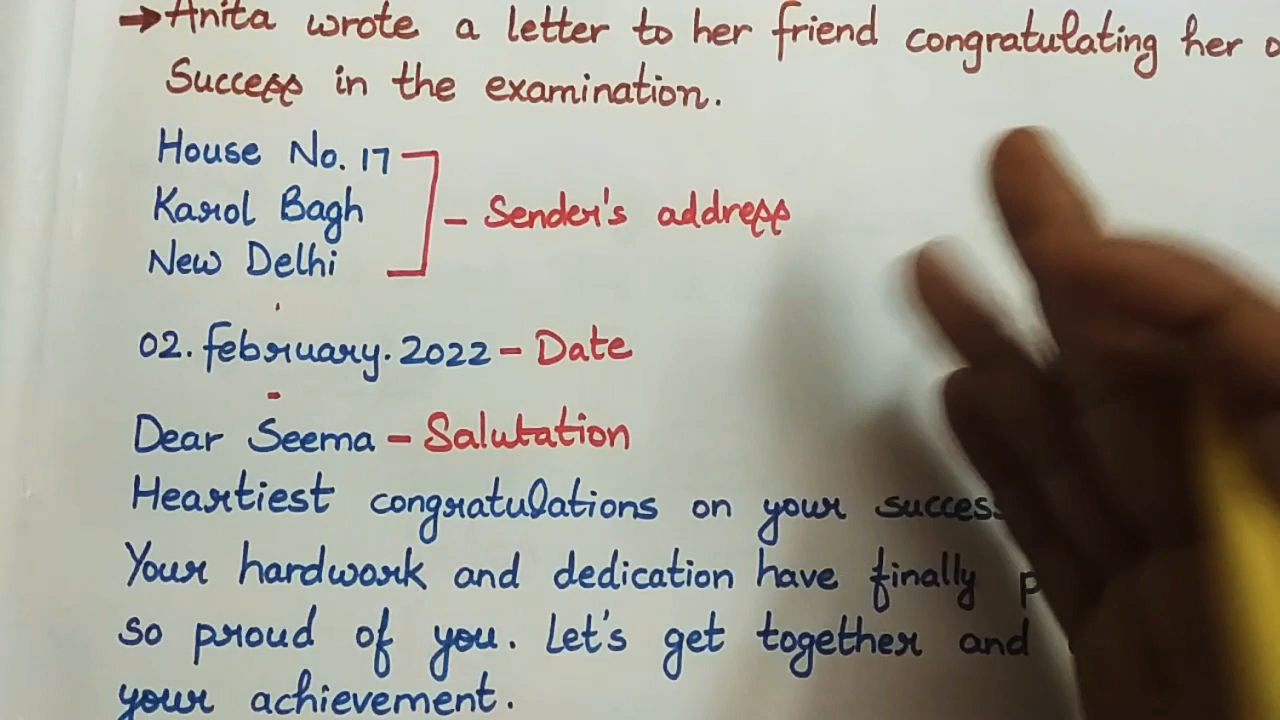 →Anita wrote a letter to her friend congratulating her
Success in the examination.
House No. 17
Karol Bagh
New Delhi
- Sender's address
02. february. 2022 - Date
Dear Seema - Salutation
Heartiest congratulations on your success
Your hardwork and dedication have finally
so proud of you. Let's get together and
your achievement.